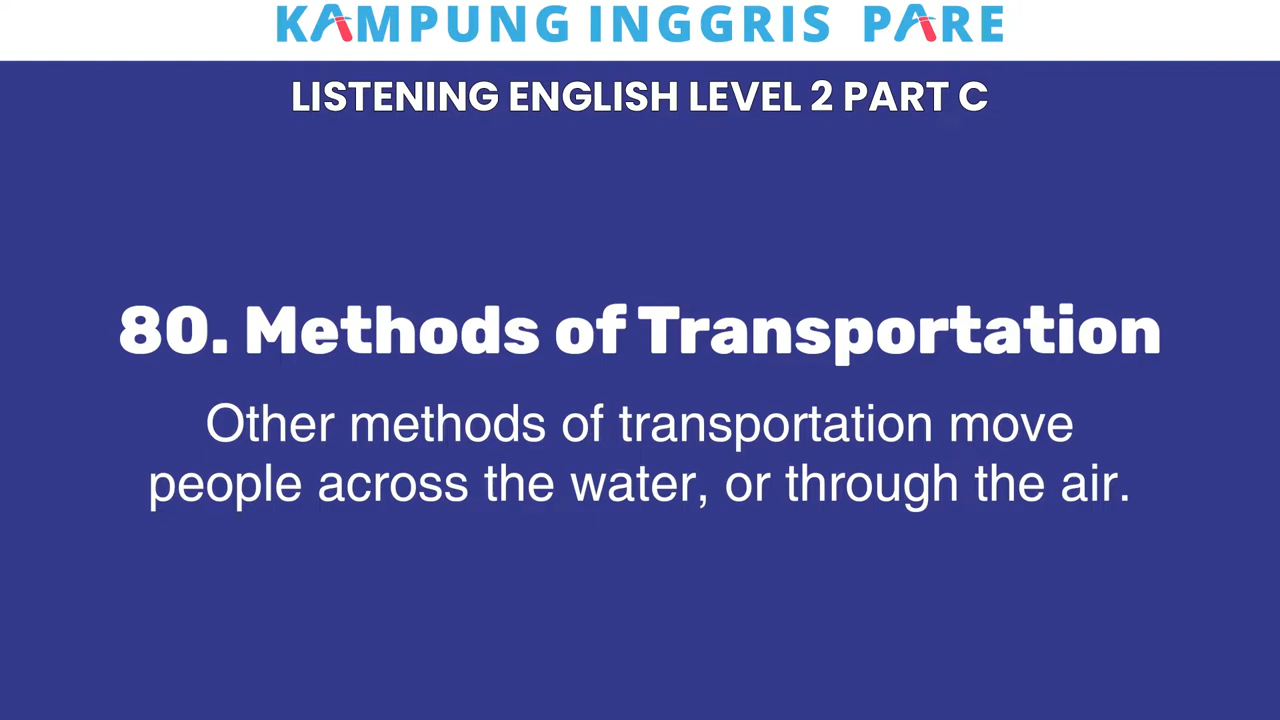 KAMPUNG INGGRIS PARE
LISTENING ENGLISH LEVEL 2 PART C
80. Methods of Transportation
Other methods of transportation move
people across the water, or through the air.